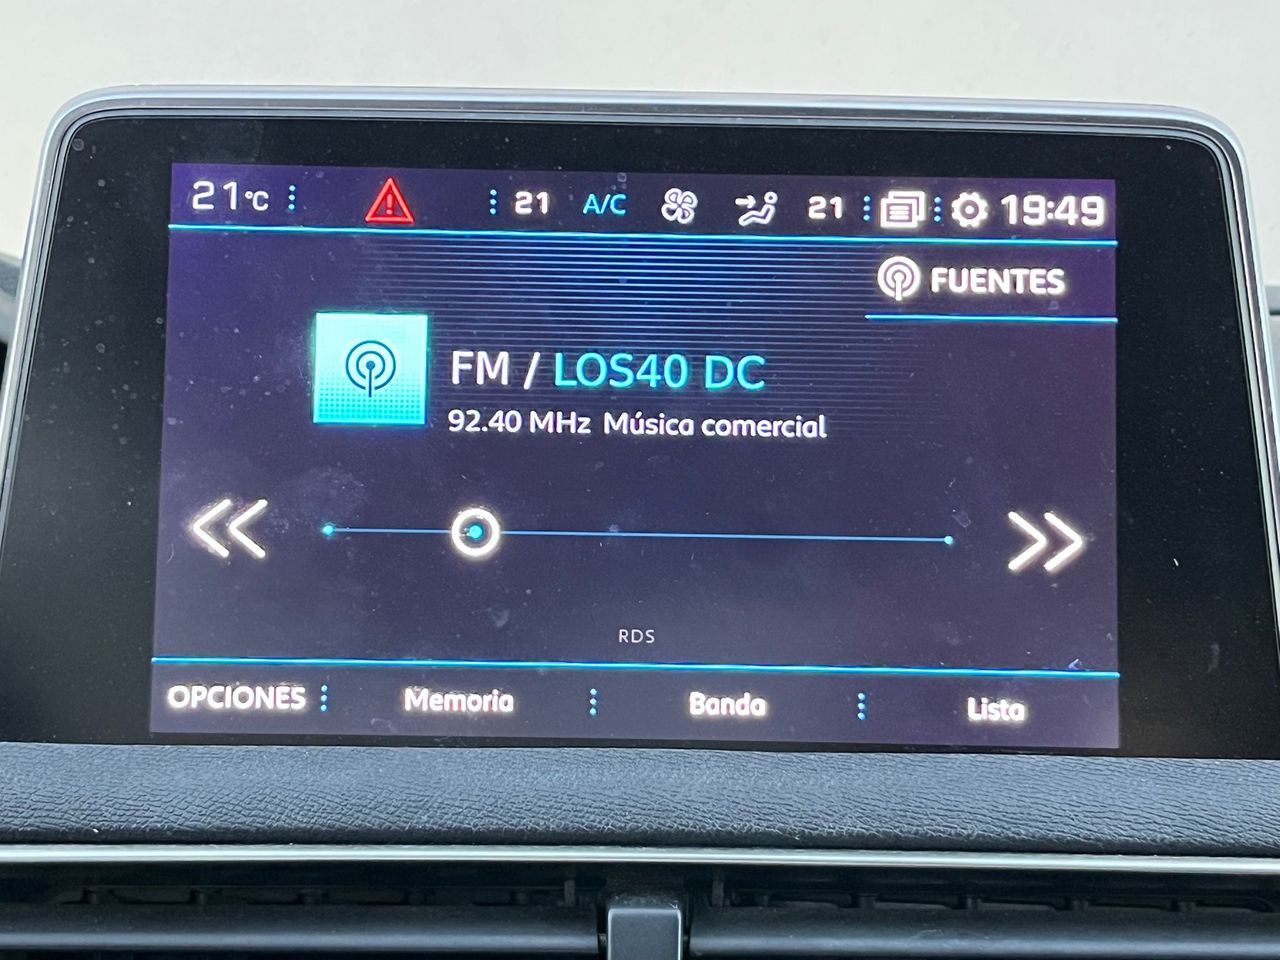 21°C 21 A/C 21 19:49
FUENTES
FM / LOS40 DC
92.40 MHz Música comercial
RDS
OPCIONES Memoria Banda Lista